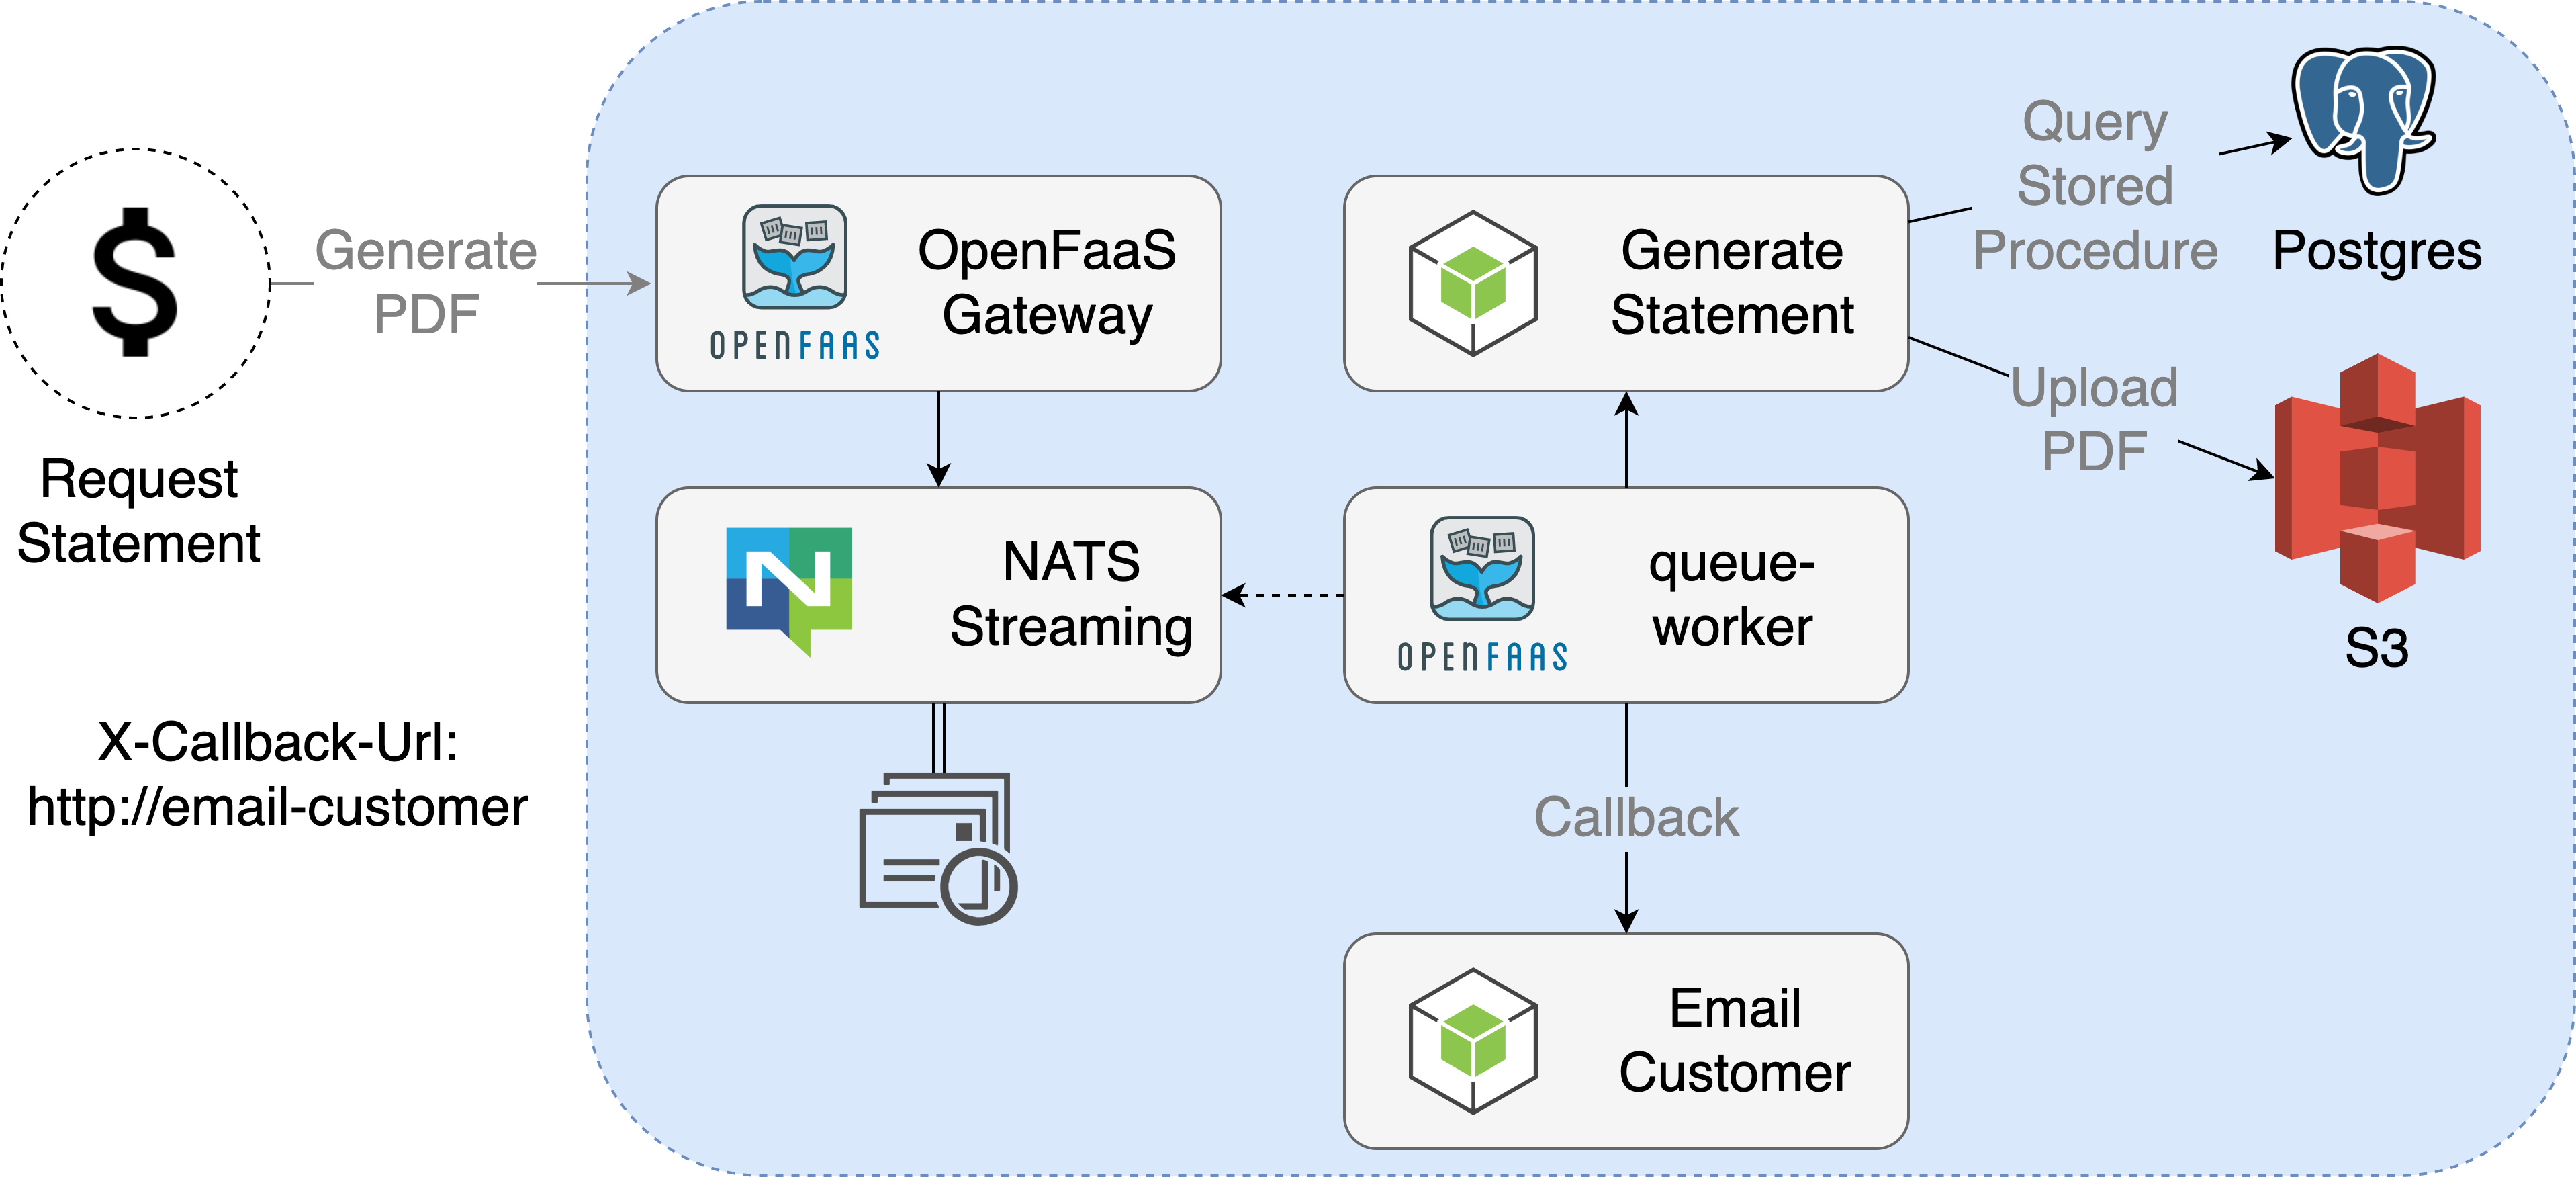 Request
Statement
X-Callback-Url:
http://email-customer
Generate
PDF
OPENFAAS
OpenFaaS
Gateway
N
NATS
Streaming
Generate
Statement
OPENFAAS
queue-
worker
Callback
Email
Customer
Query
Stored
Procedure
Postgres
Upload
PDF
S3